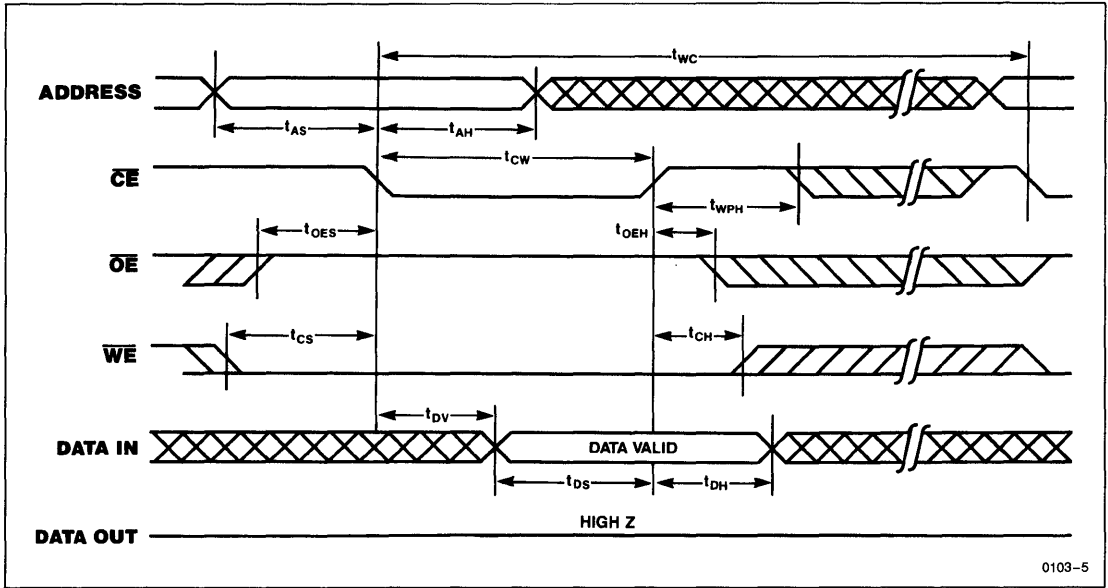 tWC
ADDRESS
tAS
tAH
tCW
CE
tWPH
tOES
tOEH
OE
tCS
tCH
WE
tDV
DATA IN
DATA VALID
tDS
tDH
HIGH Z
DATA OUT
0103–5